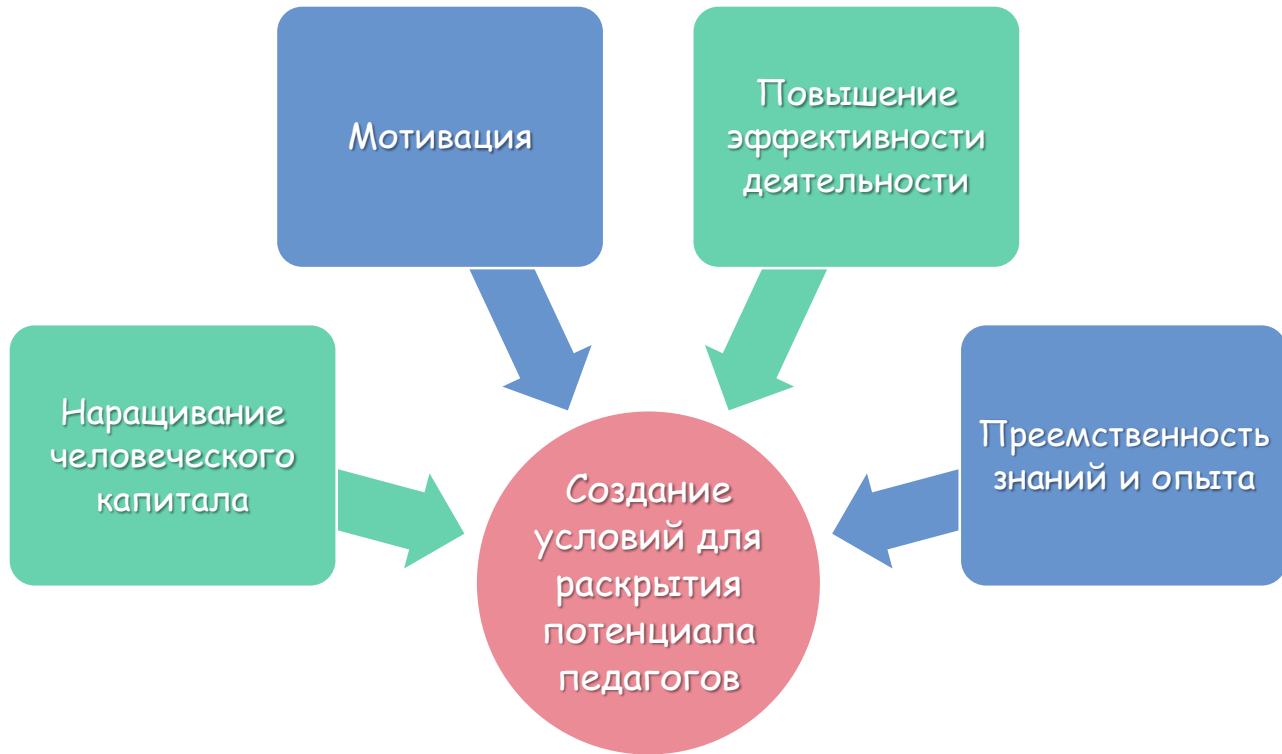 Мотивация
Повышение
эффективности
деятельности
Наращивание
человеческого
капитала
Преемственность
знаний и опыта
Создание
условий для
раскрытия
потенциала
педагогов